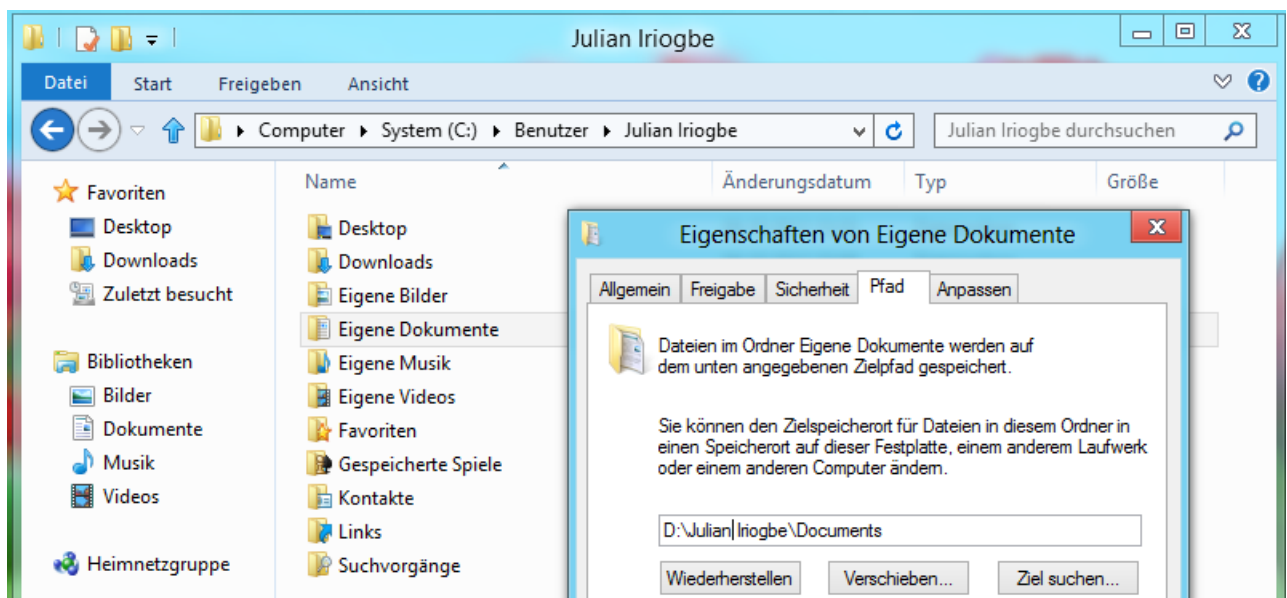 Julian Iriogbe
Datei Start Freigeben Ansicht
Computer System (C:) Benutzer Julian Iriogbe Julian Iriogbe durchsuchen
Favoriten
Desktop
Downloads
Zuletzt besucht
Bibliotheken
Bilder
Dokumente
Musik
Videos
Heimnetzgruppe
Name Änderungsdatum Typ Größe
Desktop
Downloads
Eigene Bilder
Eigene Dokumente
Eigene Musik
Eigene Videos
Favoriten
Gespeicherte Spiele
Kontakte
Links
Suchvorgänge
Eigenschaften von Eigene Dokumente
Allgemein Freigabe Sicherheit Pfad Anpassen
Dateien im Ordner Eigene Dokumente werden auf
dem unten angegebenen Zielpfad gespeichert.
Sie können den Zielspeicherort für Dateien in diesem Ordner in
einen Speicherort auf dieser Festplatte, einem anderem Laufwerk
oder einem anderen Computer ändern.
D:\Julian Iriogbe\Documents
Wiederherstellen Verschieben... Ziel suchen...